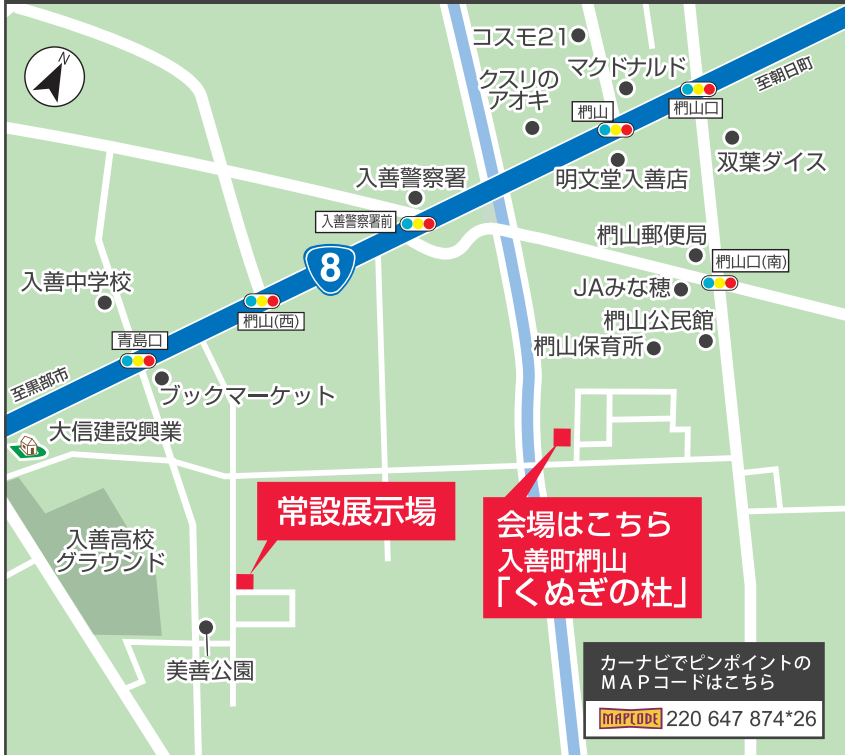 N
コスモ21
マクドナルド
クスリの
アオキ
至朝日町
椚山
椚山口
双葉ダイス
明文堂入善店
入善警察署
入善警察署前
椚山郵便局
椚山口(南)
8
JAみな穂
入善中学校
椚山(西)
椚山公民館
青島口
椚山保育所
至黒部市
ブックマーケット
大信建設興業
常設展示場
会場はこちら
入善町椚山
「くぬぎの杜」
入善高校
グラウンド
美善公園
カーナビでピンポイントの
MAPコードはこちら
MAPCODE 220 647 874*26